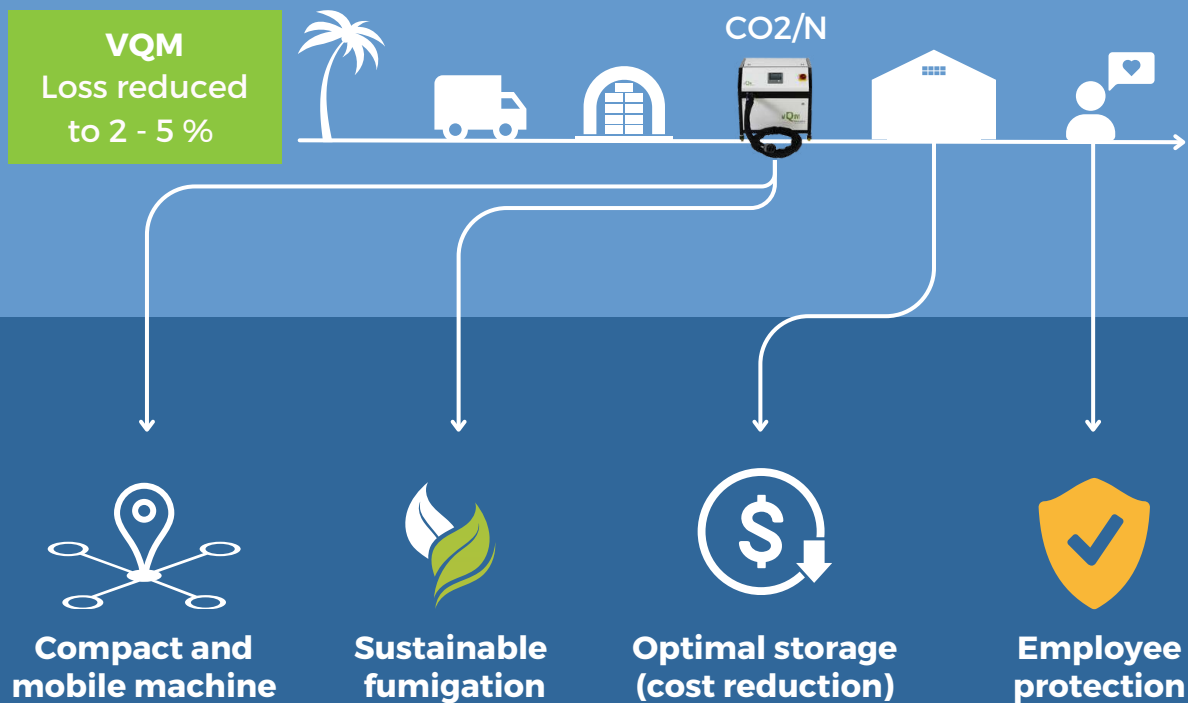 VQM
Loss reduced
to 2 - 5 %
CO2/N
VQM
Compact and
mobile machine
Sustainable
fumigation
Optimal storage
(cost reduction)
Employee
protection